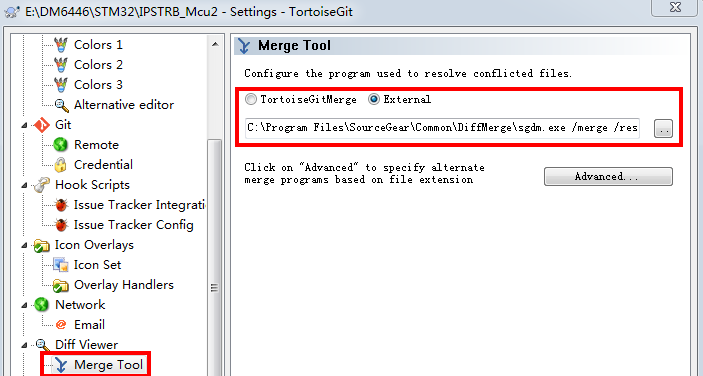 E:\DM6446\STM32\IPSTRB_Mcu2 - Settings - TortoiseGit
Colors 1
Colors 2
Colors 3
Alternative editor
Git
Remote
Credential
Hook Scripts
Issue Tracker Integratio
Issue Tracker Config
Icon Overlays
Icon Set
Overlay Handlers
Network
Email
Diff Viewer
Merge Tool
Merge Tool
Configure the program used to resolve conflicted files.
TortoiseGitMerge External
C:\Program Files\SourceGear\Common\DiffMerge\sgdm.exe /merge /res
..
Click on "Advanced" to specify alternate
merge programs based on file extension
Advanced...